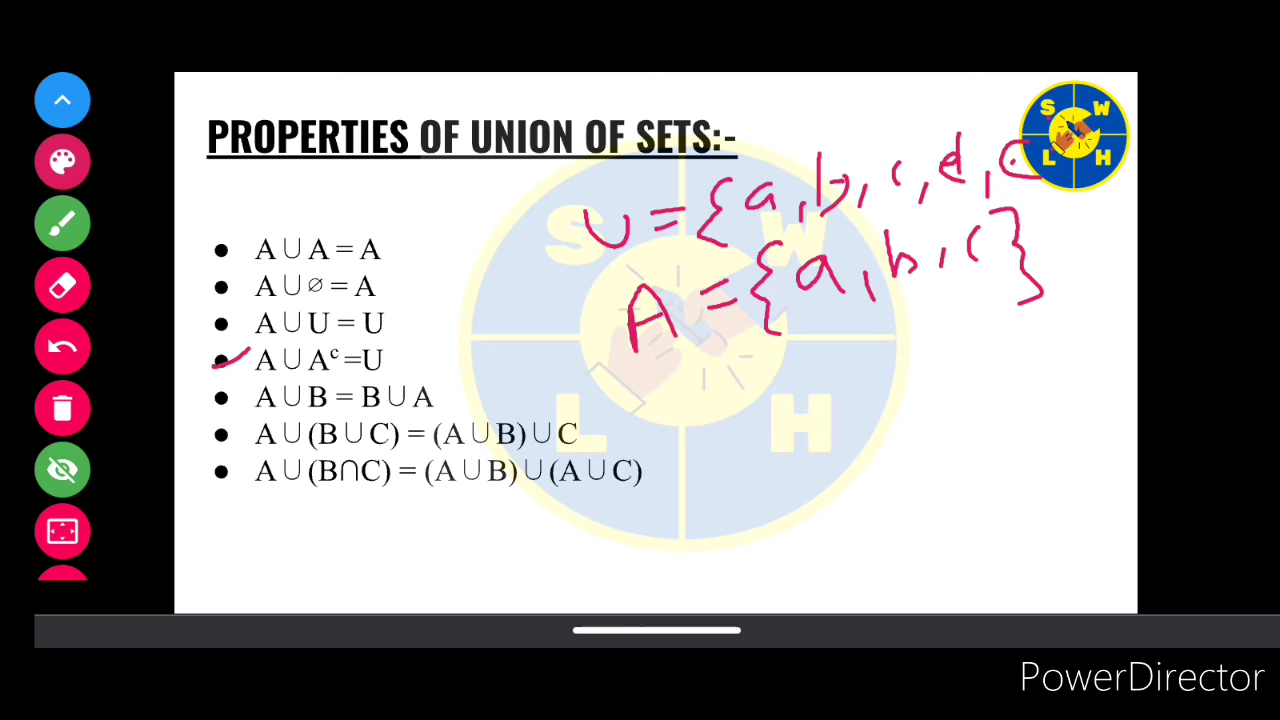 PROPERTIES OF UNION OF SETS:-
S W
L H
U = {a, b, c, d, e
A = {a, b, c}
● A ∪ A = A
● A ∪ ∅ = A
● A ∪ U = U
● A ∪ Aᶜ =U
● A ∪ B = B ∪ A
● A ∪ (B ∪ C) = (A ∪ B) ∪ C
● A ∪ (B∩C) = (A ∪ B) ∪ (A ∪ C)
S W
L H
PowerDirector